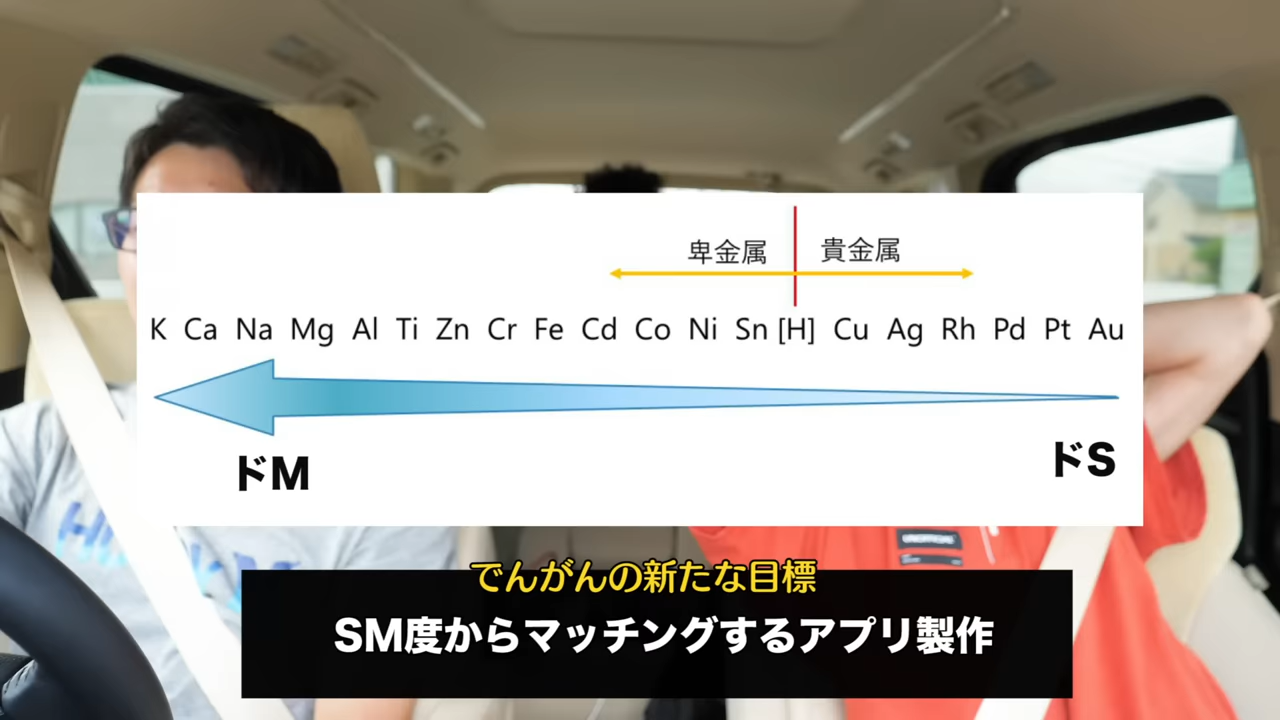 卑金属
貴金属
K Ca Na Mg Al Ti Zn Cr Fe Cd Co Ni Sn [H] Cu Ag Rh Pd Pt Au
ドM
ドS
でんがんの新たな目標
SM度からマッチングするアプリ製作